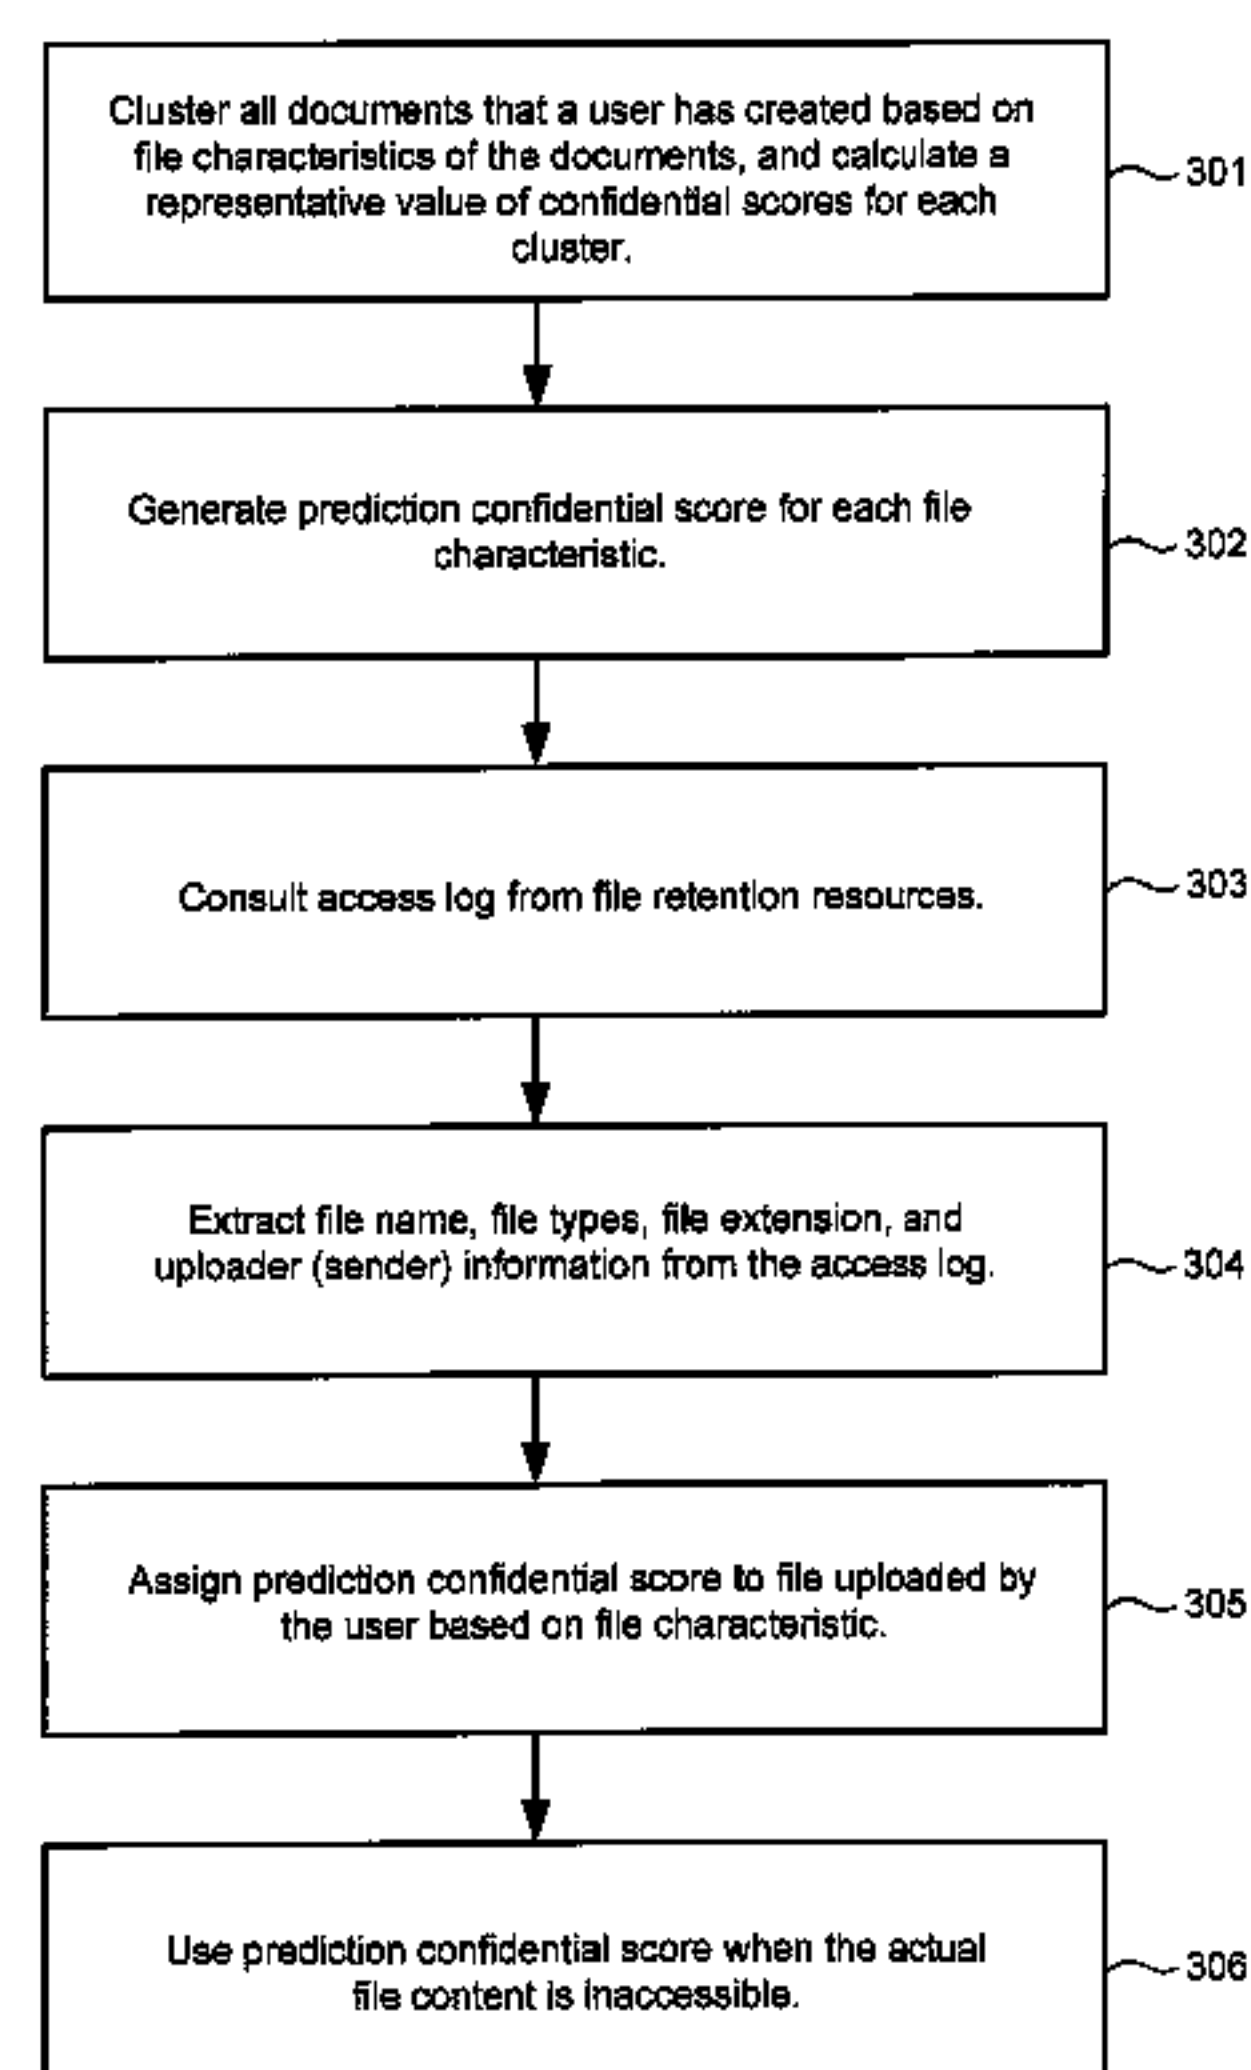 Cluster all documents that a user has created based on
file characteristics of the documents, and calculate a
representative value of confidential scores for each
cluster.
301
Generate prediction confidential score for each file
characteristic.
302
Consult access log from file retention resources.
303
Extract file name, file types, file extension, and
uploader (sender) information from the access log.
304
Assign prediction confidential score to file uploaded by
the user based on file characteristic.
305
Use prediction confidential score when the actual
file content is inaccessible.
306